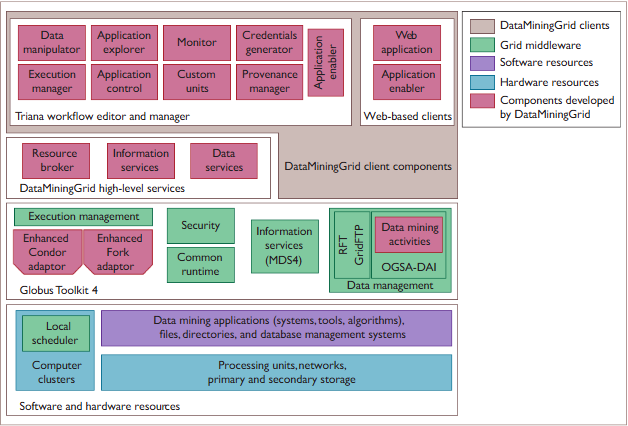 Data
manipulator
Application
explorer
Monitor
Credentials
generator
Application
enabler
Execution
manager
Application
control
Custom
units
Provenance
manager
Triana workflow editor and manager
Web
application
Application
enabler
Web-based clients
DataMiningGrid clients
Grid middleware
Software resources
Hardware resources
Components developed
by DataMiningGrid
Resource
broker
Information
services
Data
services
DataMiningGrid high-level services
DataMiningGrid client components
Execution management
Enhanced
Condor
adaptor
Enhanced
Fork
adaptor
Security
Common
runtime
Information
services
(MDS4)
RFT
GridFTP
Data mining
activities
OGSA-DAI
Data management
Globus Toolkit 4
Local
scheduler
Computer
clusters
Data mining applications (systems, tools, algorithms),
files, directories, and database management systems
Processing units, networks,
primary and secondary storage
Software and hardware resources